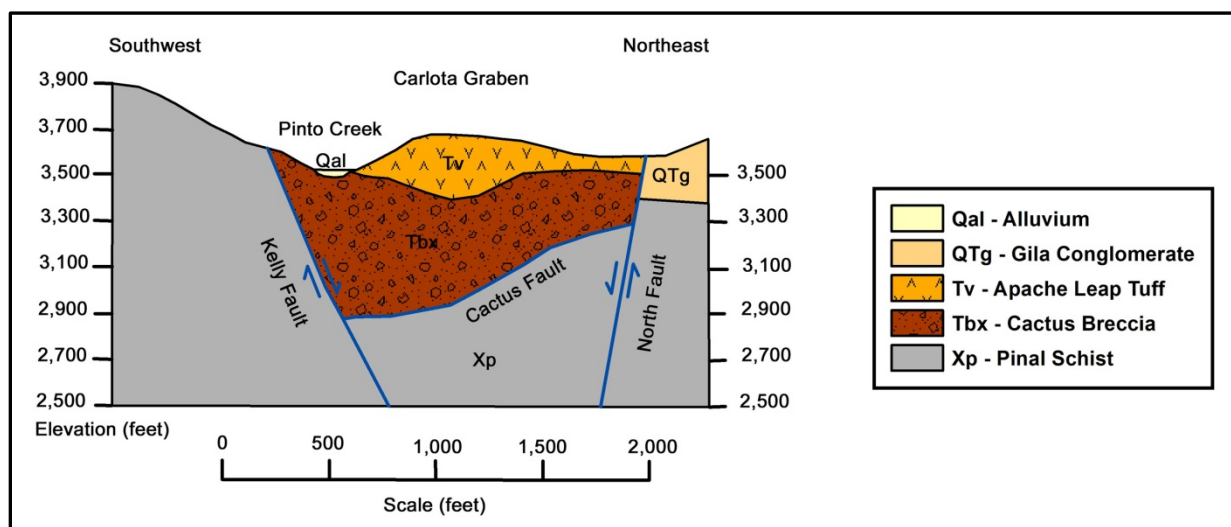 Southwest
Northeast
Carlota Graben
3,900
3,700
Pinto Creek
Qal
Tv
3,500
3,500
QTg
3,300
3,300
Tbx
Kelly Fault
3,100
3,100
Cactus Fault
North Fault
2,900
2,900
Xp
2,700
2,700
2,500
2,500
Elevation (feet)
0 500 1,000 1,500 2,000
Scale (feet)
Qal - Alluvium
QTg - Gila Conglomerate
Tv - Apache Leap Tuff
Tbx - Cactus Breccia
Xp - Pinal Schist